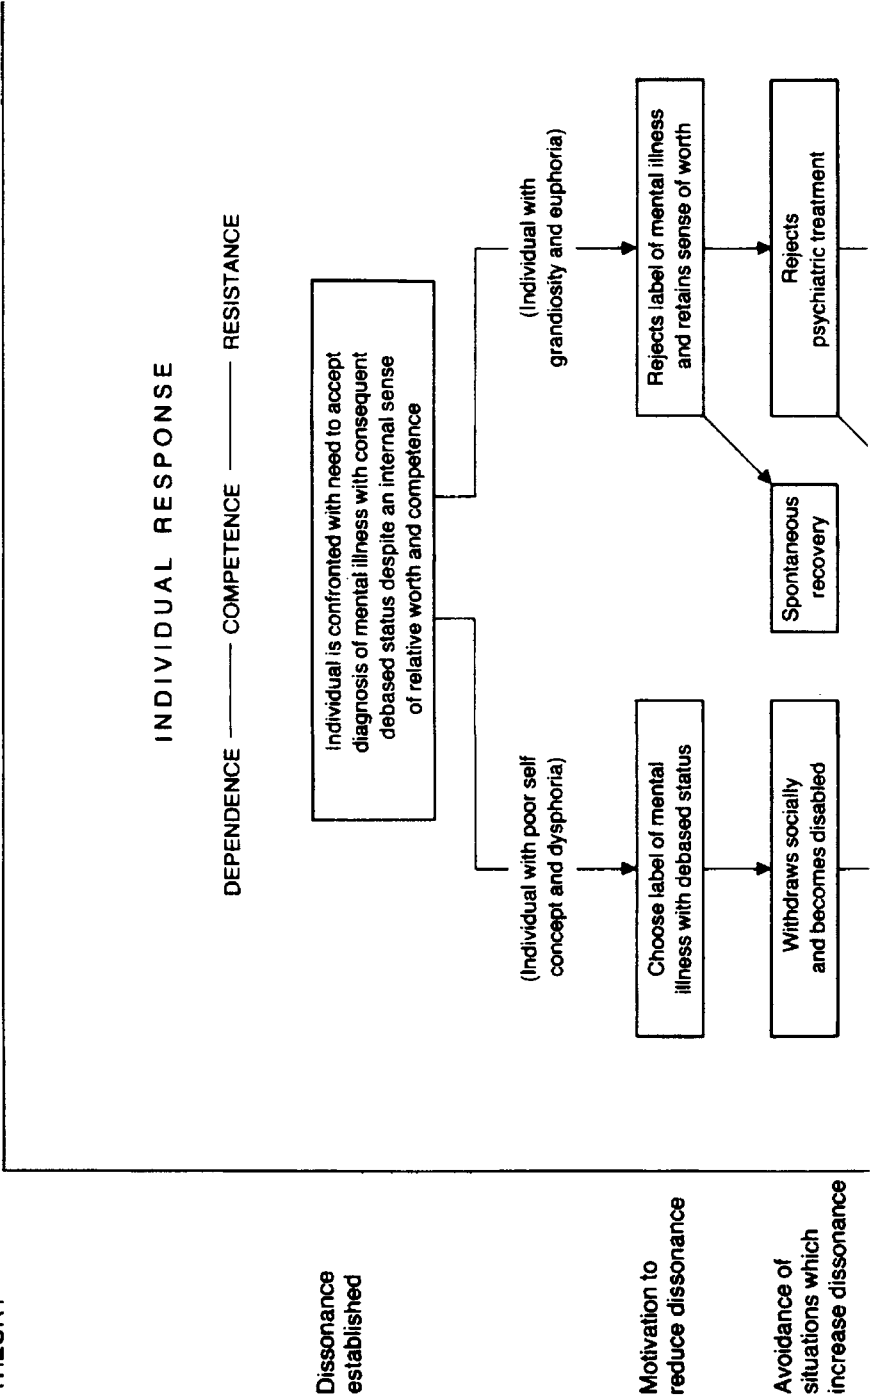 THEORY
INDIVIDUAL RESPONSE
DEPENDENCE COMPETENCE RESISTANCE
Dissonance
established
Individual is confronted with need to accept
diagnosis of mental illness with consequent
debased status despite an internal sense
of relative worth and competence
(Individual with poor self
concept and dysphoria)
(Individual with
grandiosity and euphoria)
Motivation to
reduce dissonance
Choose label of mental
illness with debased status
Rejects label of mental illness
and retains sense of worth
Avoidance of
situations which
increase dissonance
Withdraws socially
and becomes disabled
Spontaneous
recovery
Rejects
psychiatric treatment